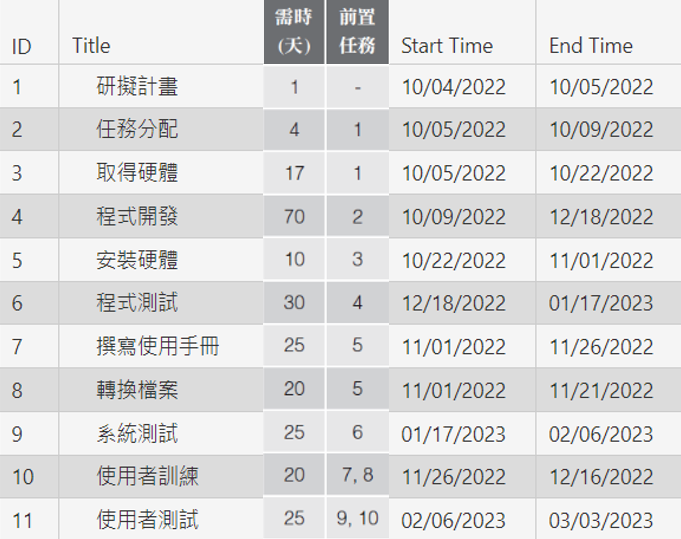 ID Title 需時(天) 前置任務 Start Time End Time
1 研擬計畫 1 - 10/04/2022 10/05/2022
2 任務分配 4 1 10/05/2022 10/09/2022
3 取得硬體 17 1 10/05/2022 10/22/2022
4 程式開發 70 2 10/09/2022 12/18/2022
5 安裝硬體 10 3 10/22/2022 11/01/2022
6 程式測試 30 4 12/18/2022 01/17/2023
7 撰寫使用手冊 25 5 11/01/2022 11/26/2022
8 轉換檔案 20 5 11/01/2022 11/21/2022
9 系統測試 25 6 01/17/2023 02/06/2023
10 使用者訓練 20 7, 8 11/26/2022 12/16/2022
11 使用者測試 25 9, 10 02/06/2023 03/03/2023